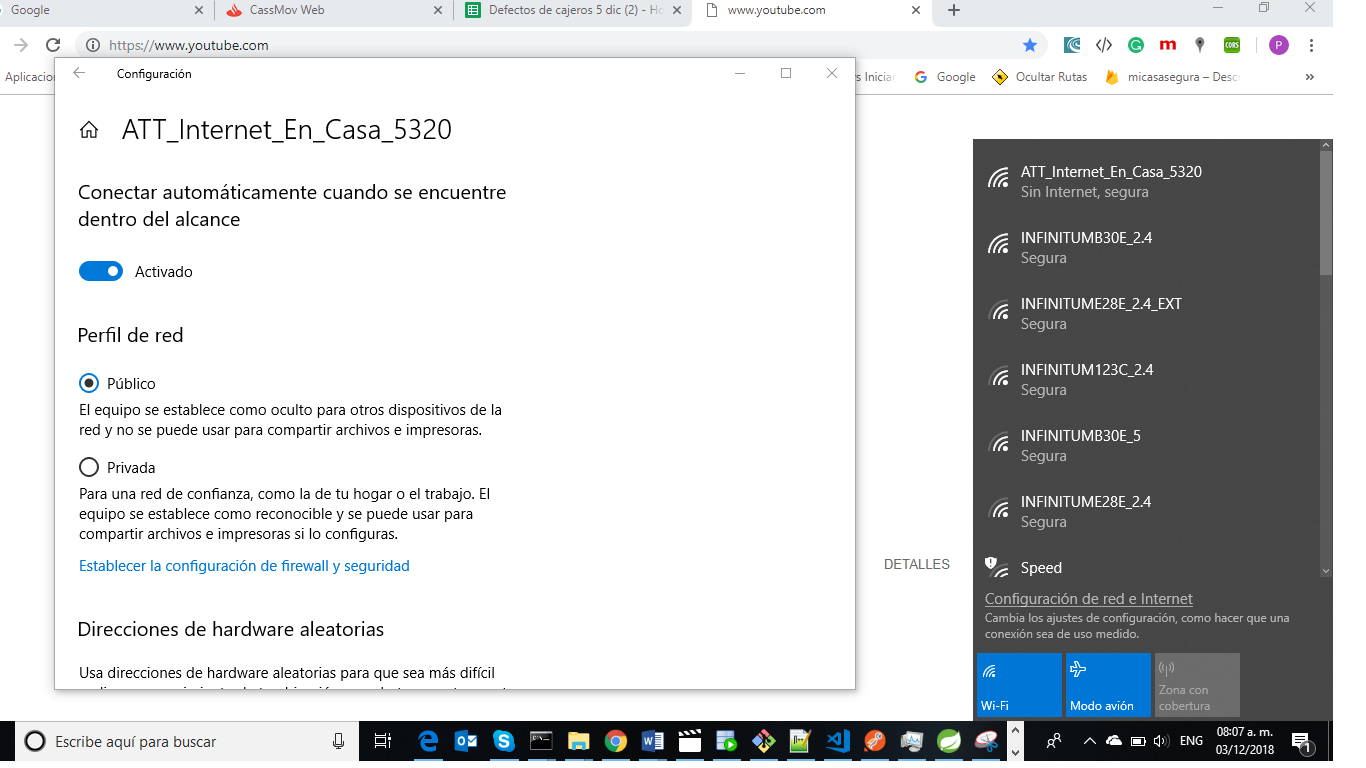 Google
CassMov Web
Defectos de cajeros 5 dic (2) - Ho
www.youtube.com
https://www.youtube.com
Aplicacion
s Inicia
Google
Ocultar Rutas
micasasegura – Desc
»
Configuración
ATT_Internet_En_Casa_5320
Conectar automáticamente cuando se encuentre
dentro del alcance
Activado
Perfil de red
Público
El equipo se establece como oculto para otros dispositivos de la
red y no se puede usar para compartir archivos e impresoras.
Privada
Para una red de confianza, como la de tu hogar o el trabajo. El
equipo se establece como reconocible y se puede usar para
compartir archivos e impresoras si lo configuras.
Establecer la configuración de firewall y seguridad
Direcciones de hardware aleatorias
Usa direcciones de hardware aleatorias para que sea más difícil
DETALLES
ATT_Internet_En_Casa_5320
Sin Internet, segura
INFINITUMB30E_2.4
Segura
INFINITUME28E_2.4_EXT
Segura
INFINITUM123C_2.4
Segura
INFINITUMB30E_5
Segura
INFINITUME28E_2.4
Segura
Speed
Configuración de red e Internet
Cambia los ajustes de configuración, como hacer que una
conexión sea de uso medido.
Wi-Fi
Modo avión
Zona con
cobertura
Escribe aquí para buscar
ENG
08:07 a. m.
03/12/2018
1